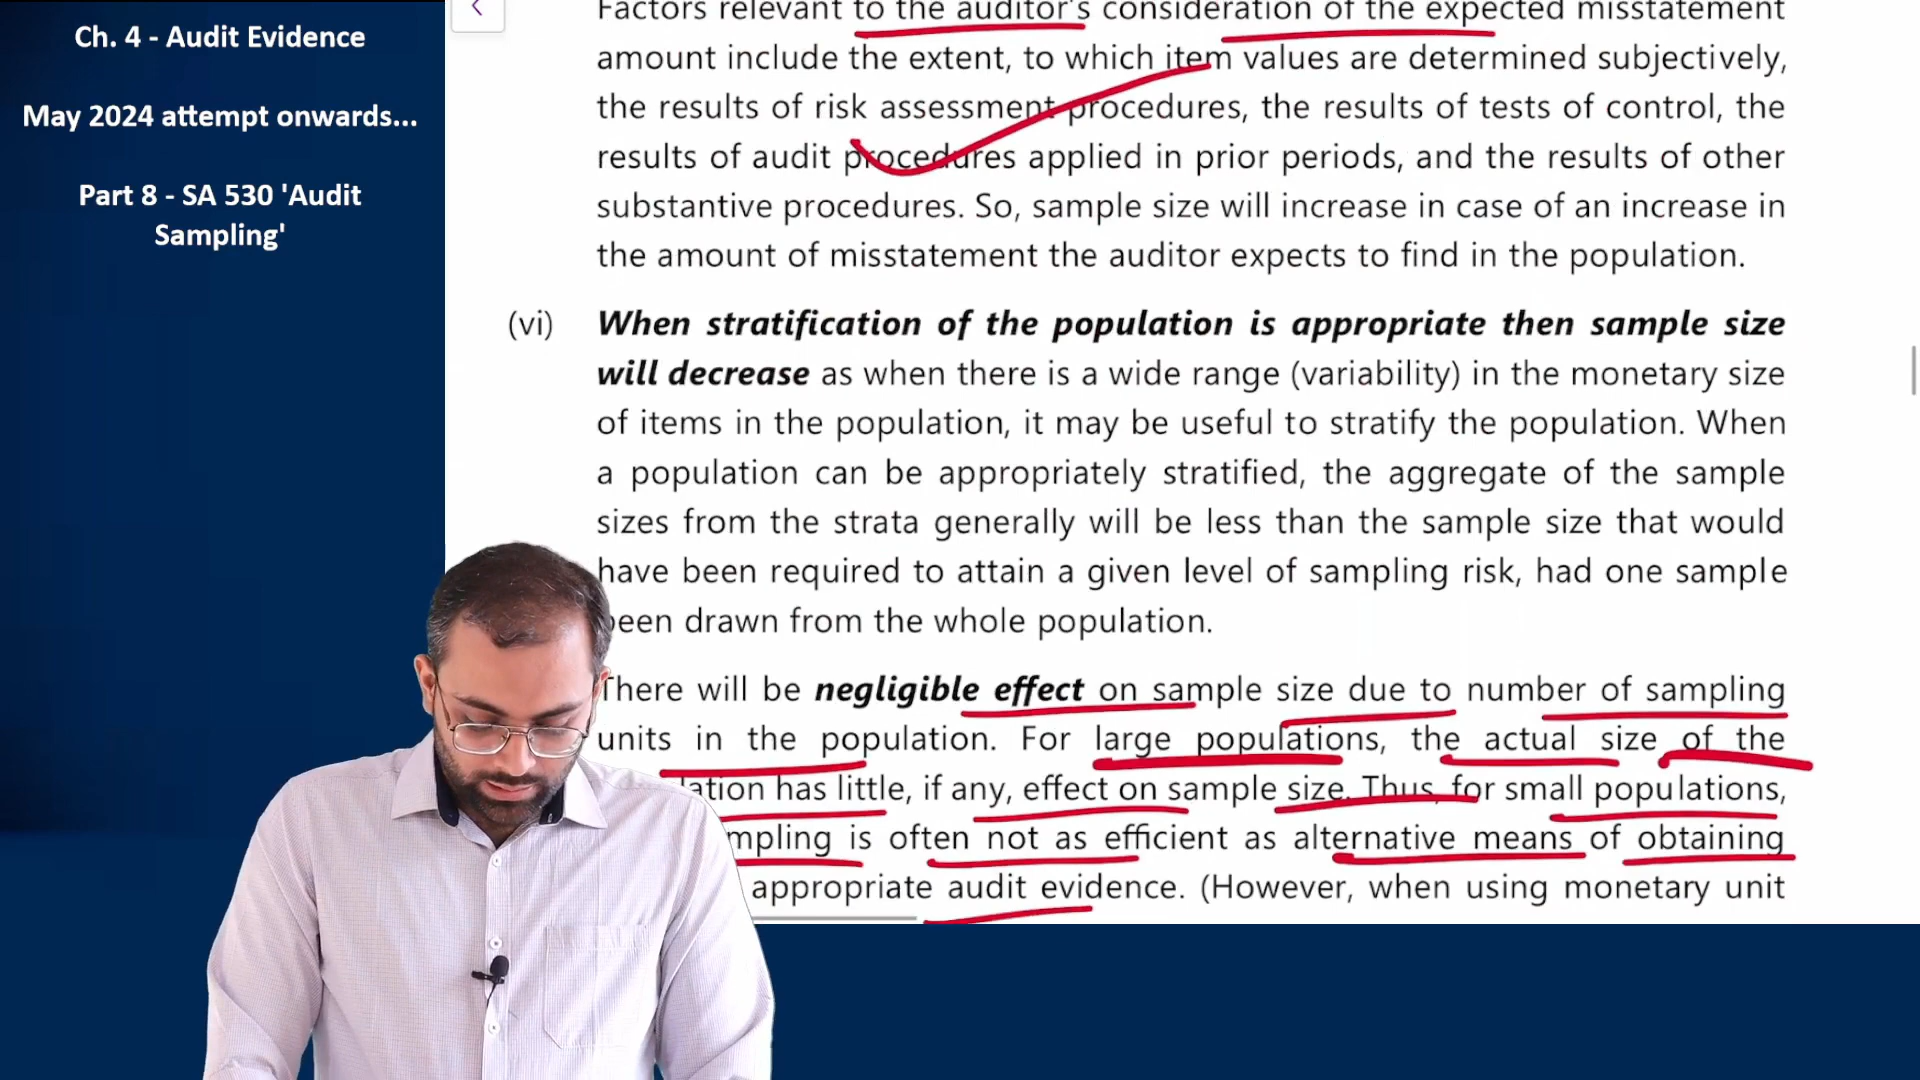 Ch. 4 - Audit Evidence
May 2024 attempt onwards...
Part 8 - SA 530 'Audit
Sampling'
Factors relevant to the auditor's consideration of the expected misstatement
amount include the extent, to which item values are determined subjectively,
the results of risk assessment procedures, the results of tests of control, the
results of audit procedures applied in prior periods, and the results of other
substantive procedures. So, sample size will increase in case of an increase in
the amount of misstatement the auditor expects to find in the population.
(vi) When stratification of the population is appropriate then sample size
will decrease as when there is a wide range (variability) in the monetary size
of items in the population, it may be useful to stratify the population. When
a population can be appropriately stratified, the aggregate of the sample
sizes from the strata generally will be less than the sample size that would
have been required to attain a given level of sampling risk, had one sample
been drawn from the whole population.
There will be negligible effect on sample size due to number of sampling
units in the population. For large populations, the actual size of the
lation has little, if any, effect on sample size. Thus, for small populations,
mpling is often not as efficient as alternative means of obtaining
appropriate audit evidence. (However, when using monetary unit